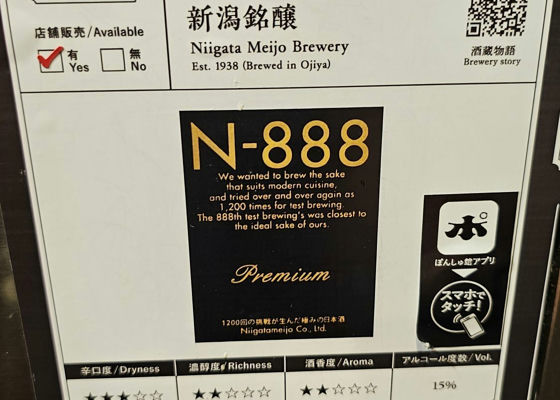 店舗販売/Available
有
Yes
無
No
新潟銘醸
Niigata Meijo Brewery
Est. 1938 (Brewed in Ojiya)
酒蔵物語
Brewery story
N-888
We wanted to brew the sake
that suits modern cuisine,
and tried over and over again as
1,200 times for test brewing.
The 888th test brewing's was closest to
the ideal sake of ours.
Premium
1200回の挑戦が生んだ極みの日本酒
Niigatameijo Co., Ltd.
ぽんしゅ館アプリ
スマホで
タッチ!
辛口度/Dryness
濃醇度/Richness
酒香度/Aroma
アルコール度数/Vol.
★★★☆☆
★★☆☆☆
★★☆☆☆
15%